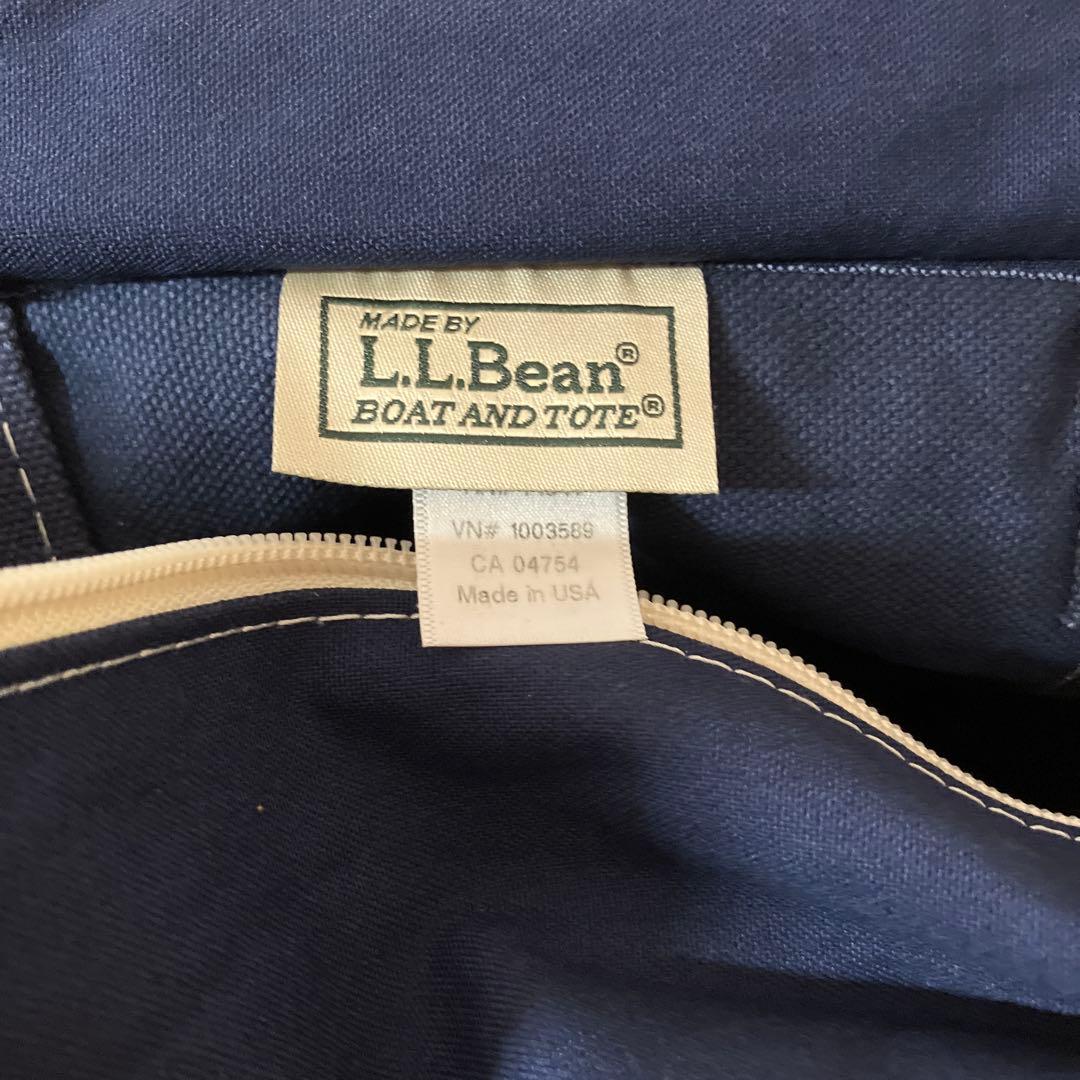 MADE BY
L.L.Bean®
BOAT AND TOTE®
VN# 1003589
CA 04754
Made in USA